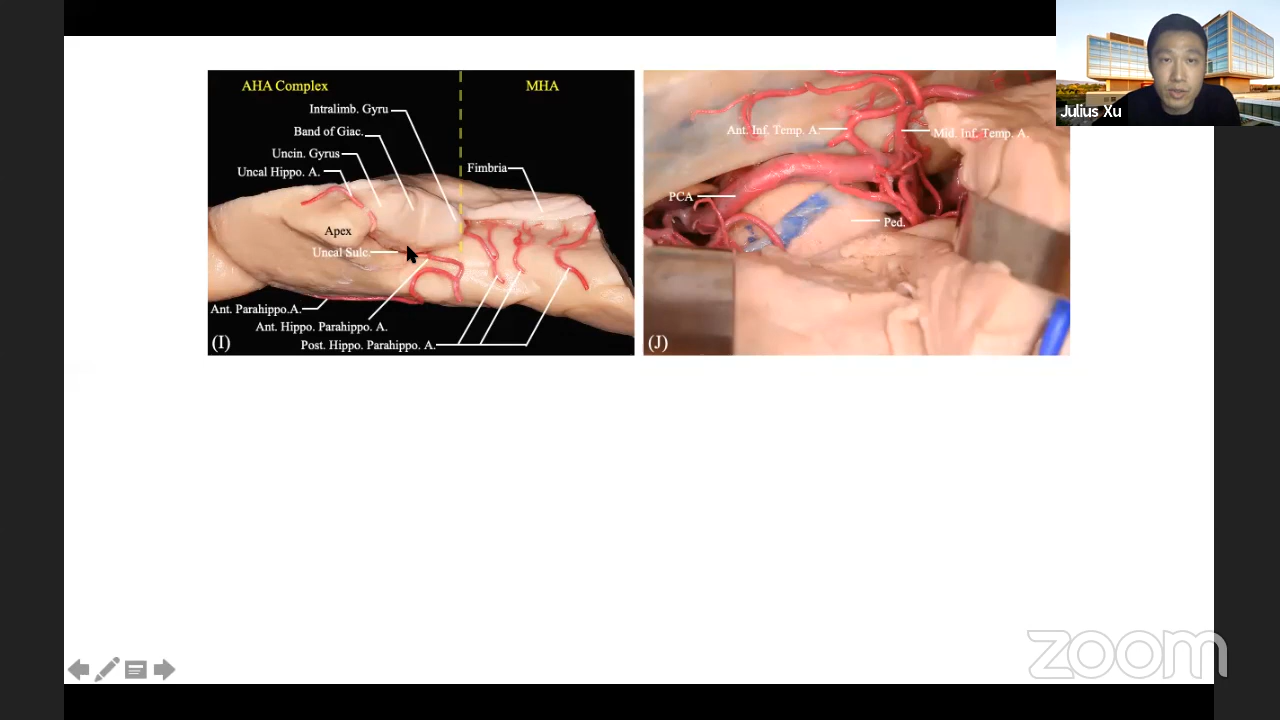 Julius Xu
AHA Complex
MHA
Intralimb. Gyru
Band of Giac.
Uncin. Gyrus
Uncal Hippo. A.
Fimbria
Apex
Uncal Sulc.
Ant. Parahippo.A.
Ant. Hippo. Parahippo. A.
Post. Hippo. Parahippo. A.
(I)
Ant. Inf. Temp. A.
Mid. Inf. Temp. A.
PCA
Ped.
(J)
zoom